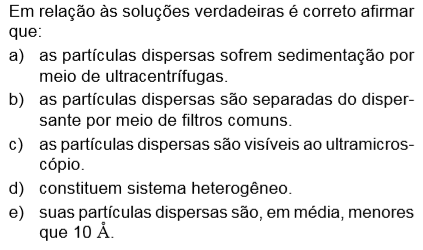 Em relação às soluções verdadeiras é correto afirmar
que:
a) as partículas dispersas sofrem sedimentação por
meio de ultracentrífugas.
b) as partículas dispersas são separadas do disper-
sante por meio de filtros comuns.
c) as partículas dispersas são visíveis ao ultramicros-
cópio.
d) constituem sistema heterogêneo.
e) suas partículas dispersas são, em média, menores
que 10 Å.